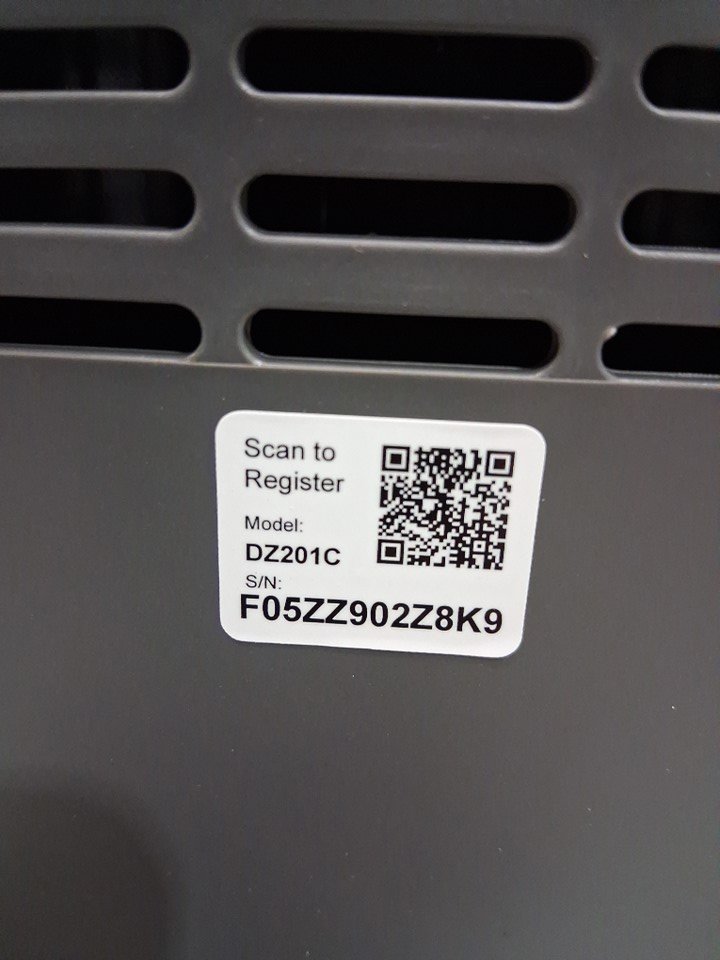 Scan to
Register
Model:
DZ201C
S/N:
F05ZZ902Z8K9